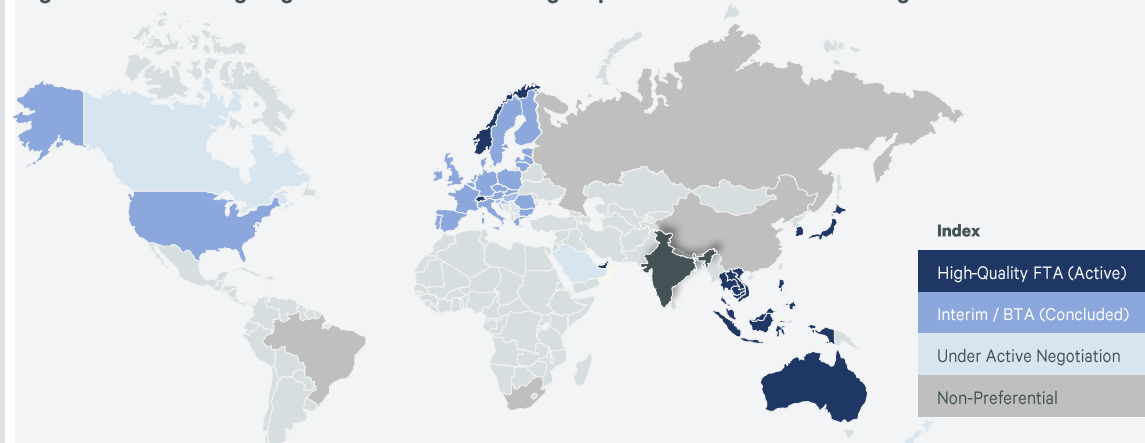 Index
High-Quality FTA (Active)
Interim / BTA (Concluded)
Under Active Negotiation
Non-Preferential